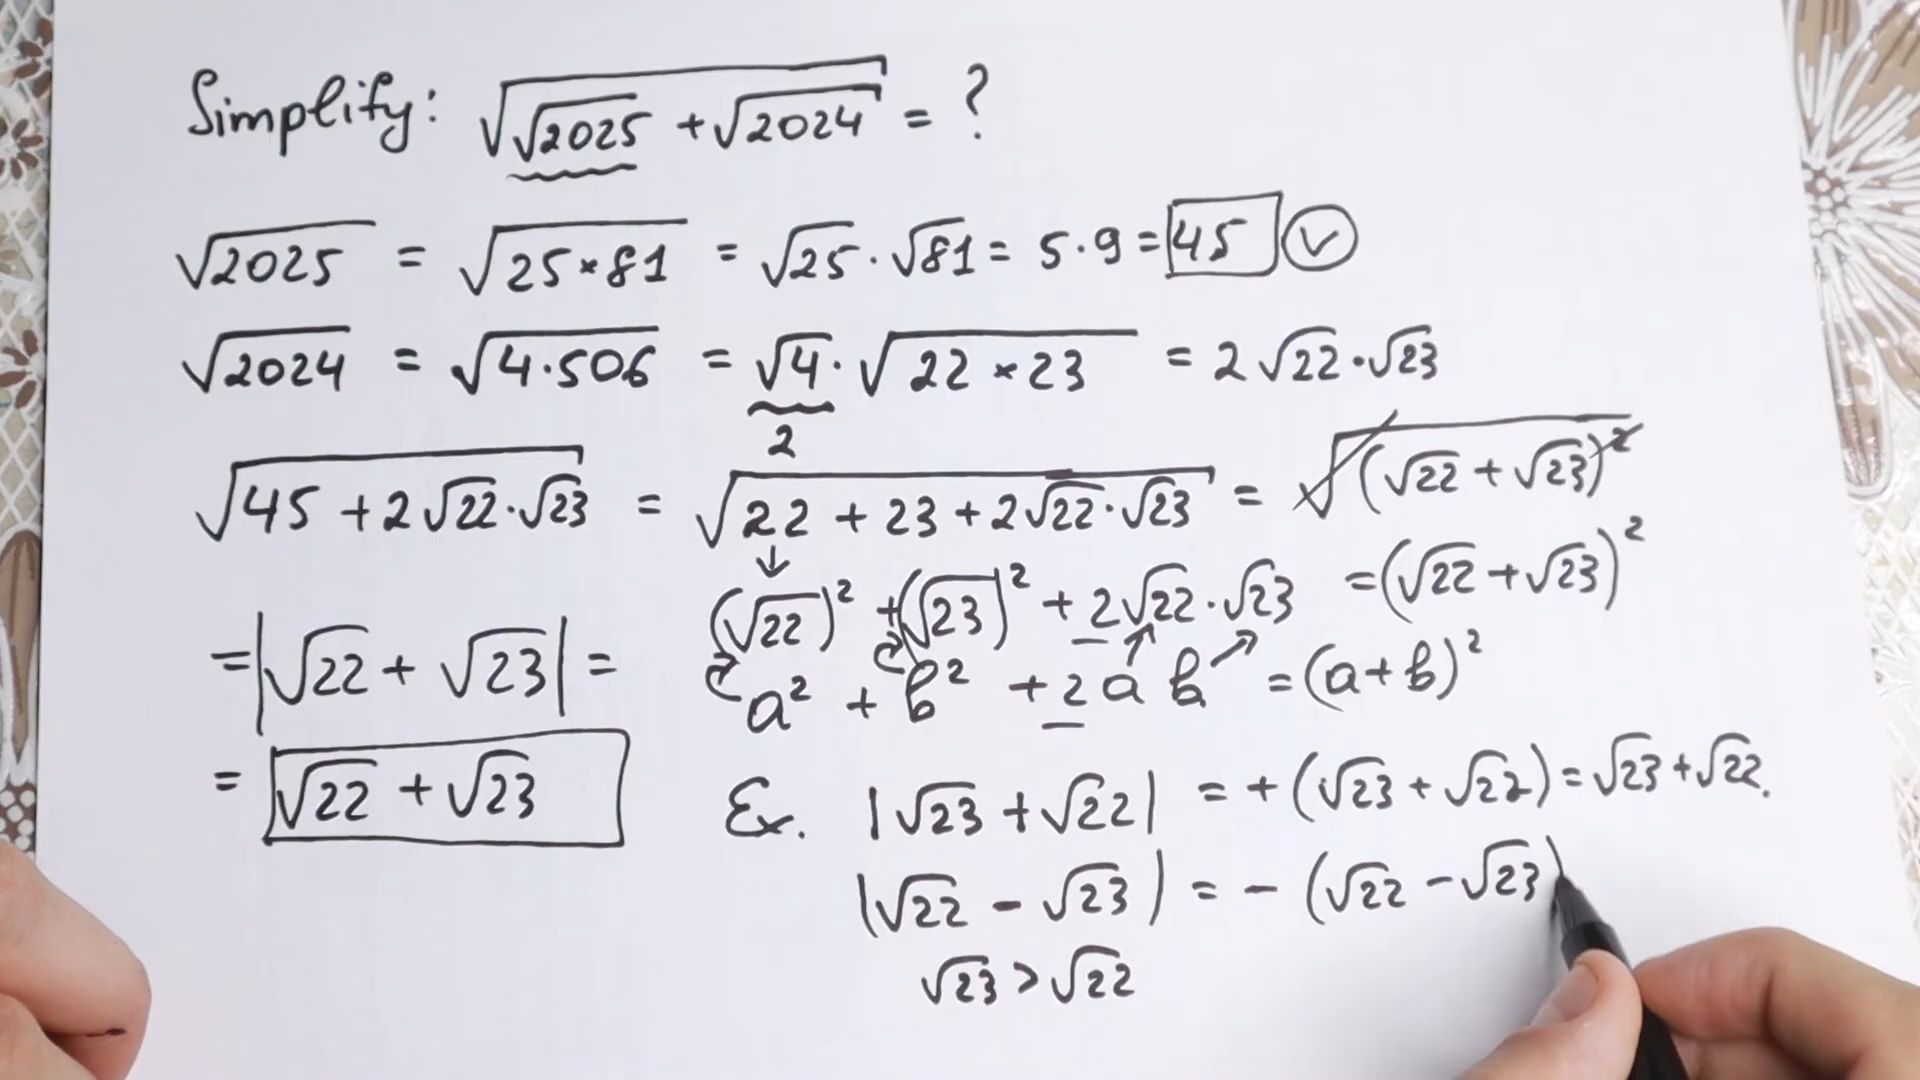 Simplify: √(√2025 + √2024) = ?
√2025 = √(25×81) = √25 · √81 = 5·9 = 45 v
√2024 = √(4·506) = √4 · √(22×23) = 2√22·√23
2
√(45 + 2√22·√23) = √(22 + 23 + 2√22·√23) = √((√22 + √23)²)
↓
(√22)² + (√23)² + 2√22·√23 = (√22 + √23)²
= |√22 + √23| =
a² + b² + 2 a b = (a+b)²
= √22 + √23
Ex. |√23 + √22| = + (√23 + √22) = √23 + √22.
|√22 - √23| = - (√22 - √23)
√23 > √22